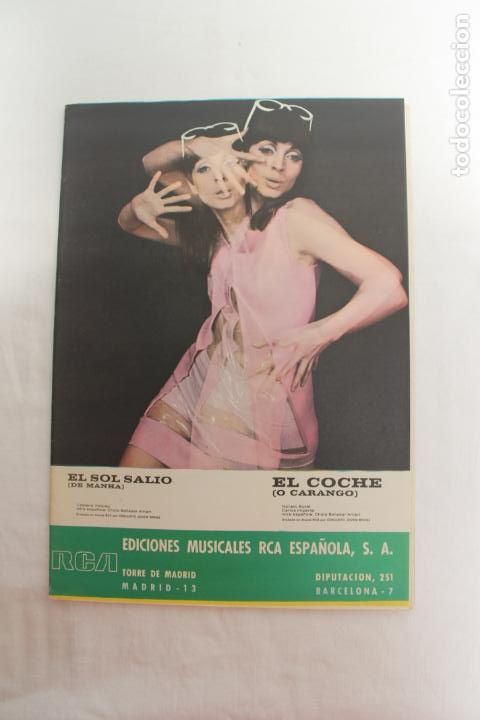 todocoleccion
EL SOL SALIO
(DE MANHA)
EL COCHE
(O CARANGO)
RCA
EDICIONES MUSICALES RCA ESPAÑOLA, S. A.
TORRE DE MADRID
MADRID - 13
DIPUTACION, 251
BARCELONA - 7